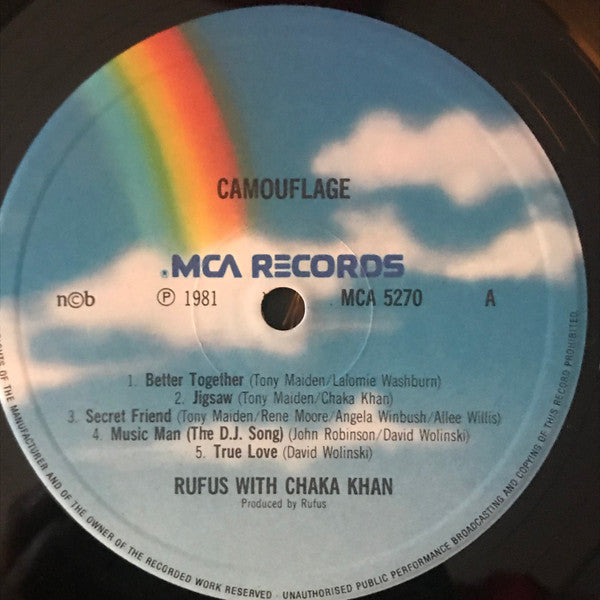 CAMOUFLAGE
MCA RECORDS
n©b
℗ 1981
MCA 5270
A
1. Better Together (Tony Maiden/Lalomie Washburn)
2. Jigsaw (Tony Maiden/Chaka Khan)
3. Secret Friend (Tony Maiden/Rene Moore/Angela Winbush/Allee Willis)
4. Music Man (The D.J. Song) (John Robinson/David Wolinski)
5. True Love (David Wolinski)
RUFUS WITH CHAKA KHAN
Produced by Rufus
RIGHTS OF THE MANUFACTURER AND OF THE OWNER OF THE RECORDED WORK RESERVED · UNAUTHORISED PUBLIC PERFORMANCE BROADCASTING AND COPYING OF THIS RECORD PROHIBITED